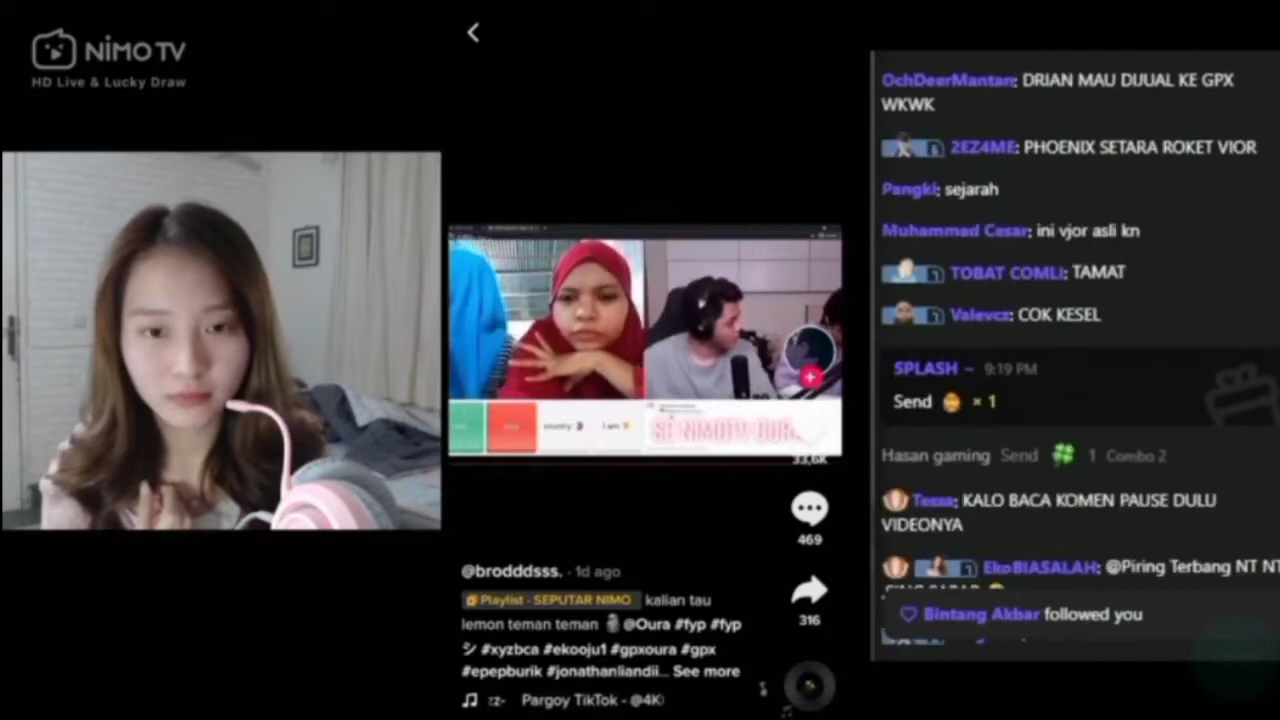 NIMO TV
HD Live & Lucky Draw
33,6K
469
316
@brodddsss. · 1d ago
Playlist - SEPUTAR NIMO kalian tau
lemon teman teman 🗿@Oura #fyp #fyp
シ #xyzbca #ekooju1 #gpxoura #gpx
#epepburik #jonathanliandii... See more
Pargoy TikTok - @4K
OchDeerMantan: DRIAN MAU DIJUAL KE GPX
WKWK
2EZ4ME: PHOENIX SETARA ROKET VIOR
Pangki: sejarah
Muhammad Cesar: ini vjor asli kn
TOBAT COMLI: TAMAT
Valevcz: COK KESEL
SPLASH ~ 9:19 PM
Send × 1
Hasan gaming Send 🍀 1 Combo 2
Tessa: KALO BACA KOMEN PAUSE DULU
VIDEONYA
EkoBIASALAH: @Piring Terbang NT NT
Bintang Akbar followed you